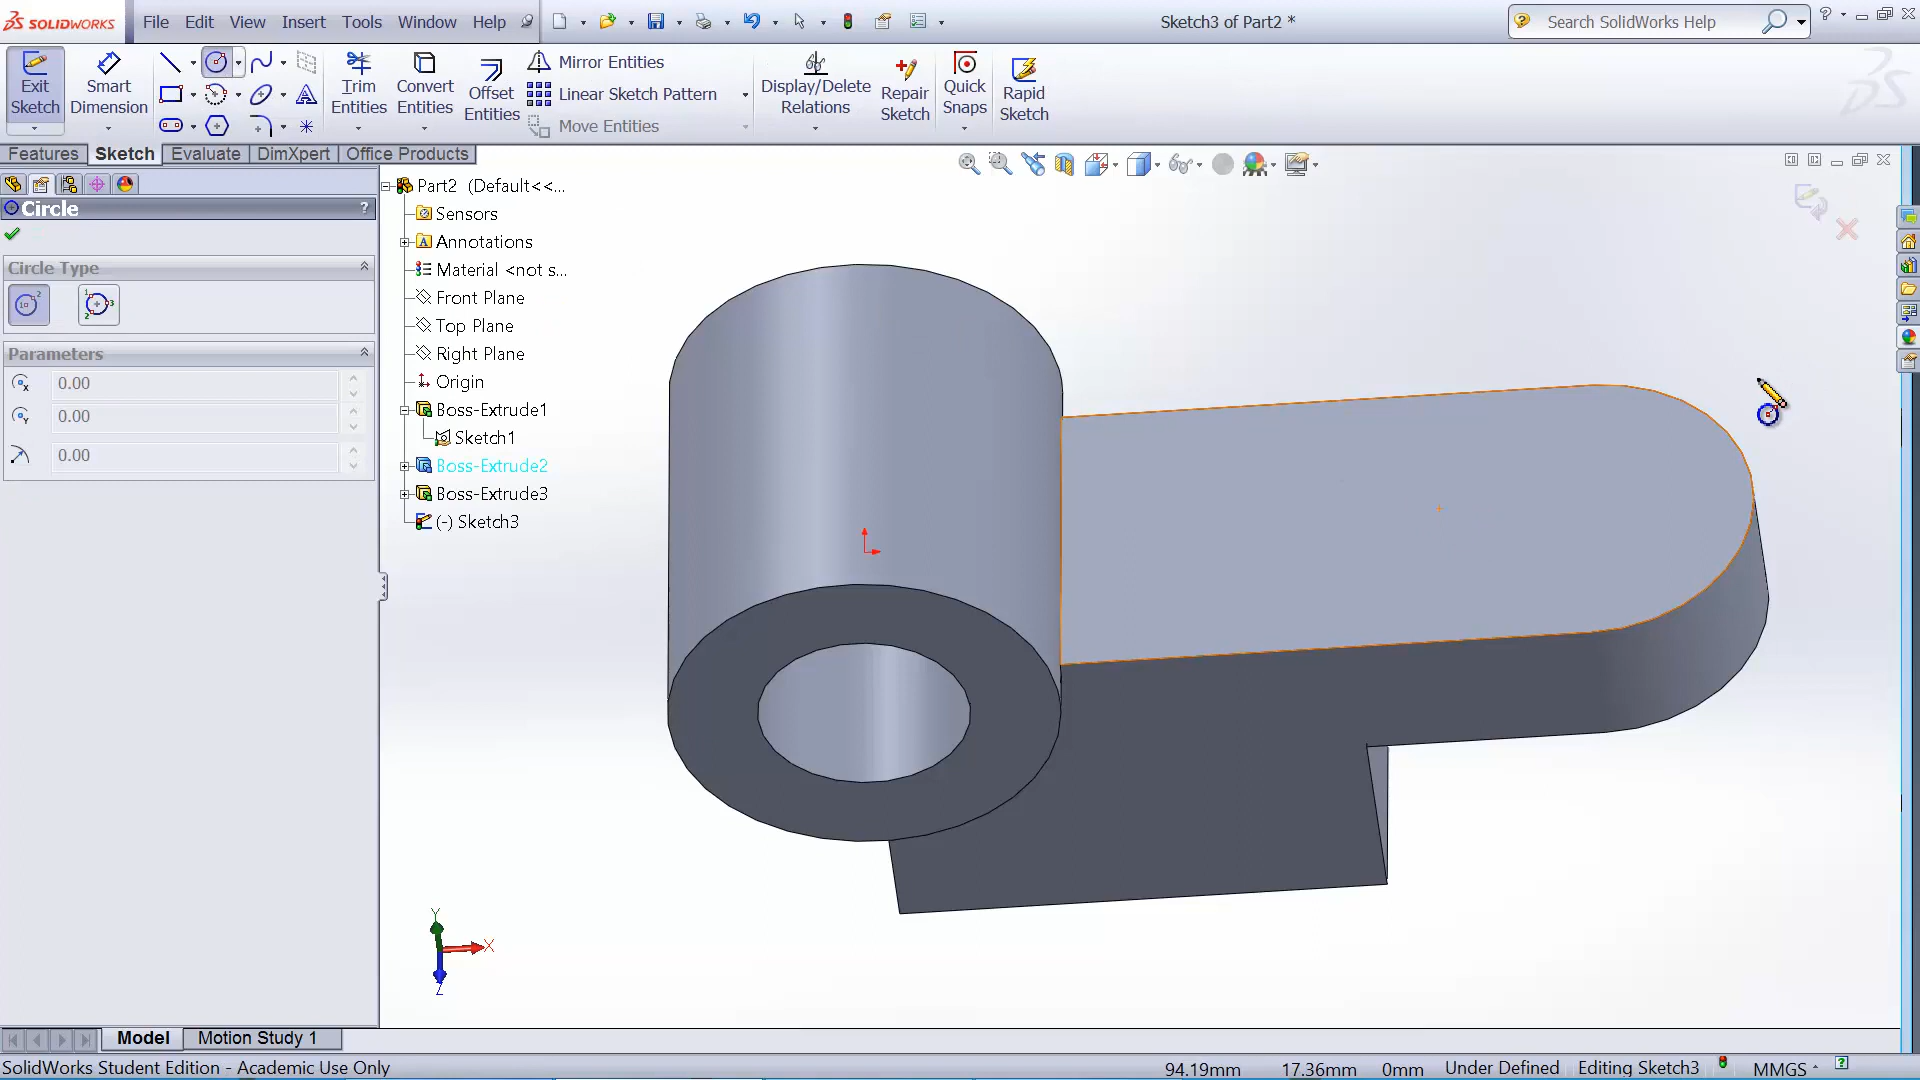 SOLIDWORKS
File Edit View Insert Tools Window Help
Sketch3 of Part2 *
Search SolidWorks Help
Exit Sketch
Smart Dimension
Trim Entities
Convert Entities
Offset Entities
Mirror Entities
Linear Sketch Pattern
Move Entities
Display/Delete Relations
Repair Sketch
Quick Snaps
Rapid Sketch
Features Sketch Evaluate DimXpert Office Products
Circle
?
Circle Type
Parameters
0.00
0.00
0.00
Part2 (Default<<...
Sensors
Annotations
Material <not s...
Front Plane
Top Plane
Right Plane
Origin
Boss-Extrude1
Sketch1
Boss-Extrude2
Boss-Extrude3
(-) Sketch3
Y
X
Z
Model Motion Study 1
SolidWorks Student Edition - Academic Use Only
94.19mm 17.36mm 0mm Under Defined Editing Sketch3 MMGS